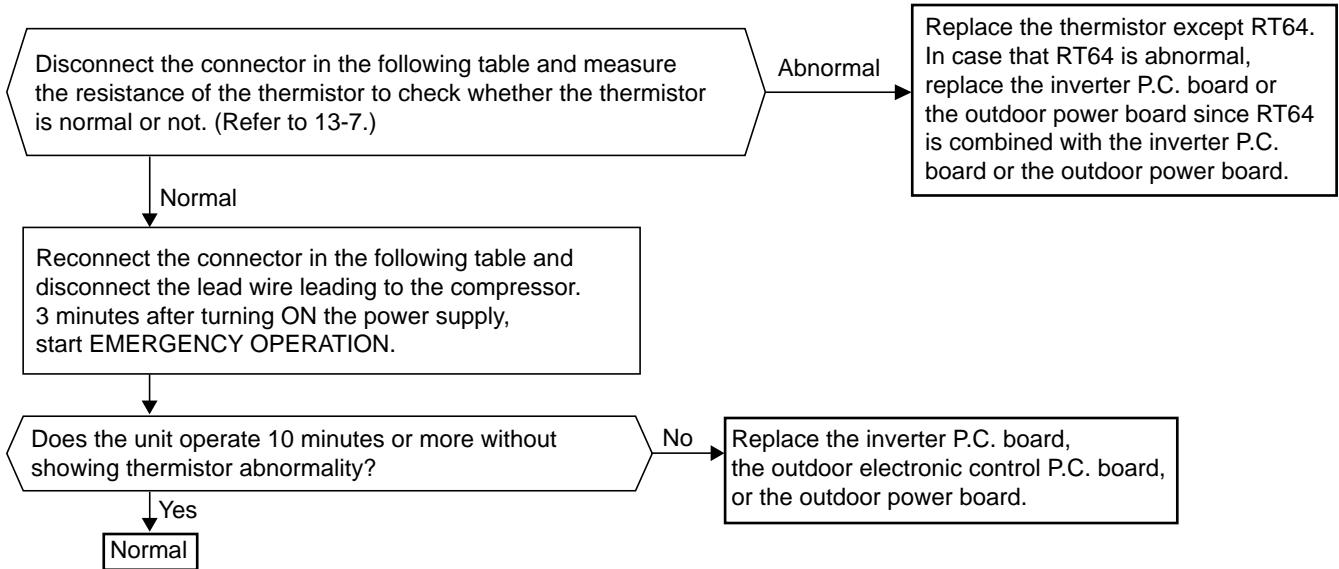 Disconnect the connector in the following table and measure
the resistance of the thermistor to check whether the thermistor
is normal or not. (Refer to 13-7.)
Abnormal
Replace the thermistor except RT64.
In case that RT64 is abnormal,
replace the inverter P.C. board or
the outdoor power board since RT64
is combined with the inverter P.C.
board or the outdoor power board.
Normal
Reconnect the connector in the following table and
disconnect the lead wire leading to the compressor.
3 minutes after turning ON the power supply,
start EMERGENCY OPERATION.
Does the unit operate 10 minutes or more without
showing thermistor abnormality?
No
Replace the inverter P.C. board,
the outdoor electronic control P.C. board,
or the outdoor power board.
Yes
Normal